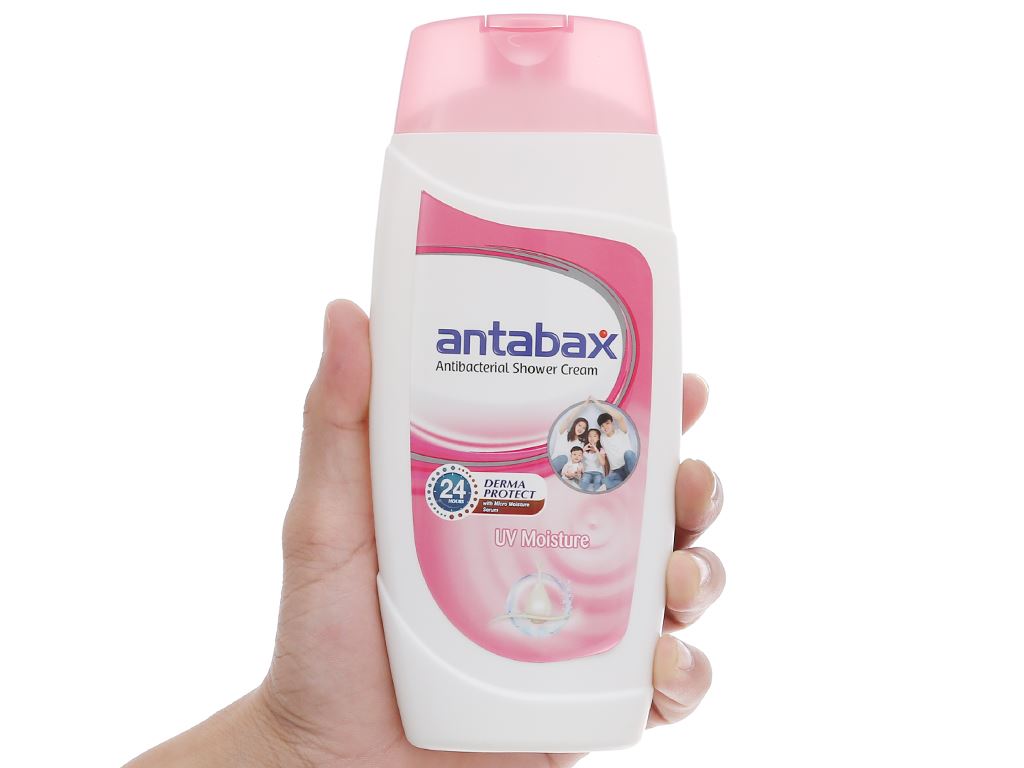 antabax
Antibacterial Shower Cream
24
HOURS
DERMA
PROTECT
with Micro Moisture
Serum
UV Moisture